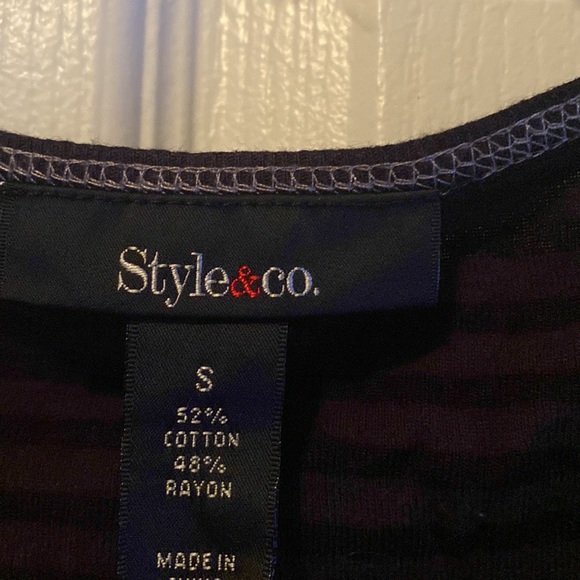 Style&co.
S
52%
COTTON
48%
RAYON
MADE IN